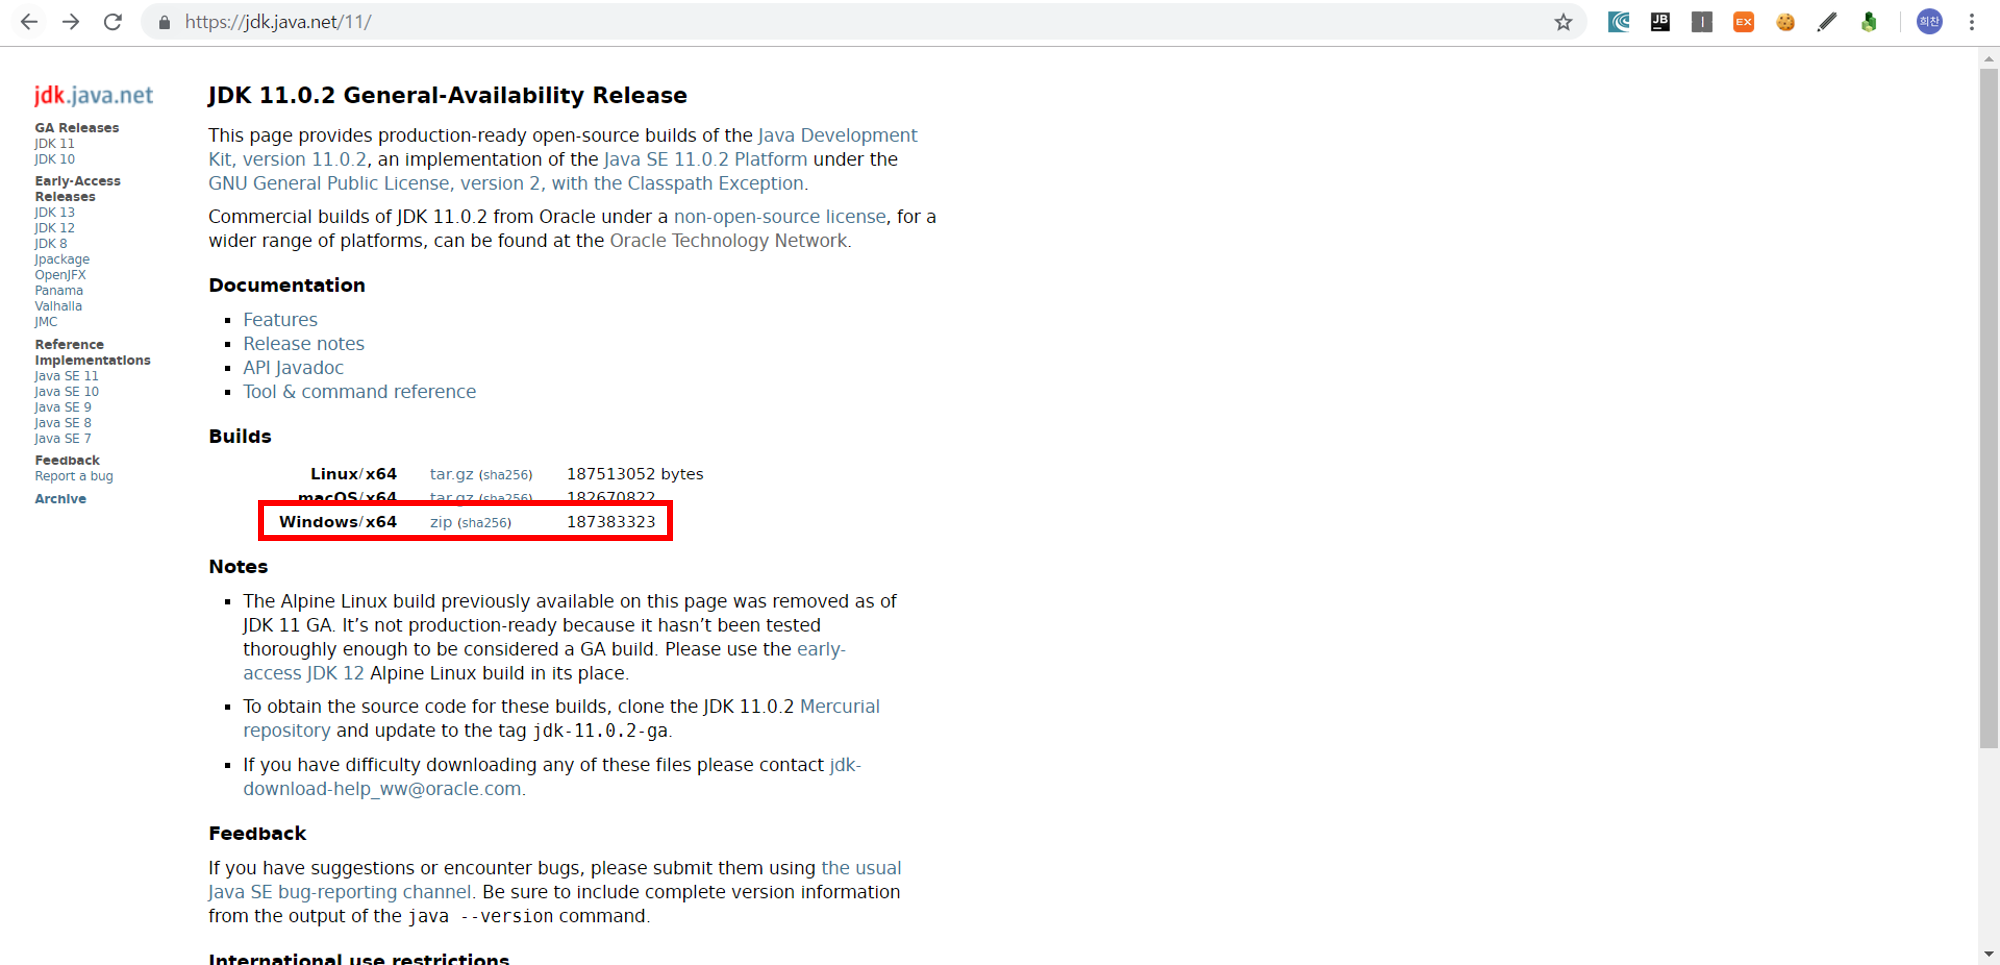 https://jdk.java.net/11/
JB
EX
희찬
jdk.java.net
GA Releases
JDK 11
JDK 10
Early-Access
Releases
JDK 13
JDK 12
JDK 8
Jpackage
OpenJFX
Panama
Valhalla
JMC
Reference
Implementations
Java SE 11
Java SE 10
Java SE 9
Java SE 8
Java SE 7
Feedback
Report a bug
Archive
JDK 11.0.2 General-Availability Release
This page provides production-ready open-source builds of the Java Development
Kit, version 11.0.2, an implementation of the Java SE 11.0.2 Platform under the
GNU General Public License, version 2, with the Classpath Exception.
Commercial builds of JDK 11.0.2 from Oracle under a non-open-source license, for a
wider range of platforms, can be found at the Oracle Technology Network.
Documentation
▪ Features
▪ Release notes
▪ API Javadoc
▪ Tool & command reference
Builds
Linux/x64 tar.gz (sha256) 187513052 bytes
macOS/x64 tar.gz (sha256) 182670822
Windows/x64 zip (sha256) 187383323
Notes
▪ The Alpine Linux build previously available on this page was removed as of
JDK 11 GA. It’s not production-ready because it hasn’t been tested
thoroughly enough to be considered a GA build. Please use the early-
access JDK 12 Alpine Linux build in its place.
▪ To obtain the source code for these builds, clone the JDK 11.0.2 Mercurial
repository and update to the tag jdk-11.0.2-ga.
▪ If you have difficulty downloading any of these files please contact jdk-
download-help_ww@oracle.com.
Feedback
If you have suggestions or encounter bugs, please submit them using the usual
Java SE bug-reporting channel. Be sure to include complete version information
from the output of the java --version command.
International use restrictions